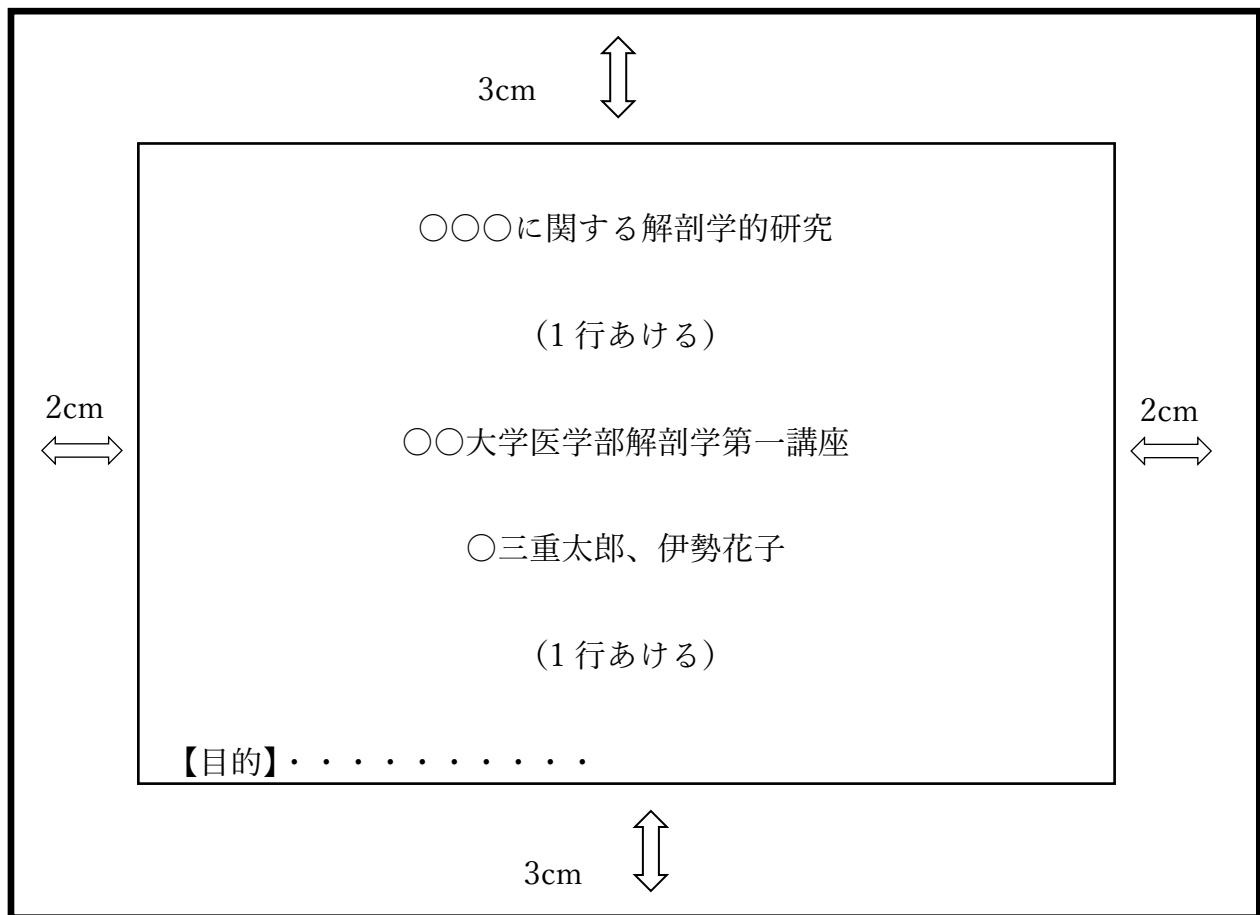 3cm
○○○に関する解剖学的研究
（1 行あける）
2cm
2cm
○○大学医学部解剖学第一講座
○三重太郎、伊勢花子
（1 行あける）
【目的】・・・・・・・・・・
3cm